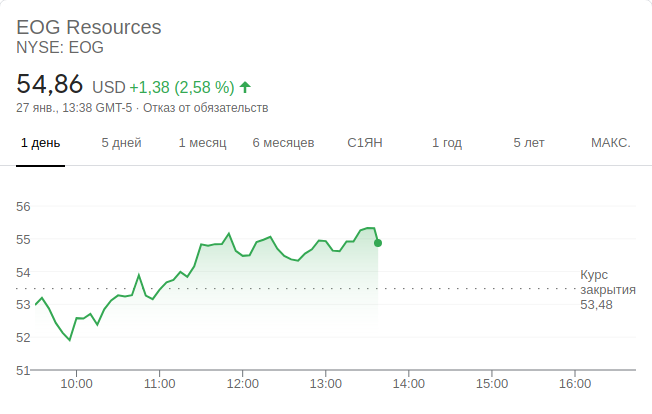 EOG Resources
NYSE: EOG
54,86 USD +1,38 (2,58 %)
27 янв., 13:38 GMT-5 · Отказ от обязательств
1 день 5 дней 1 месяц 6 месяцев С1ЯН 1 год 5 лет МАКС.
56
55
54
Курс
закрытия
53,48
53
52
51
10:00 11:00 12:00 13:00 14:00 15:00 16:00